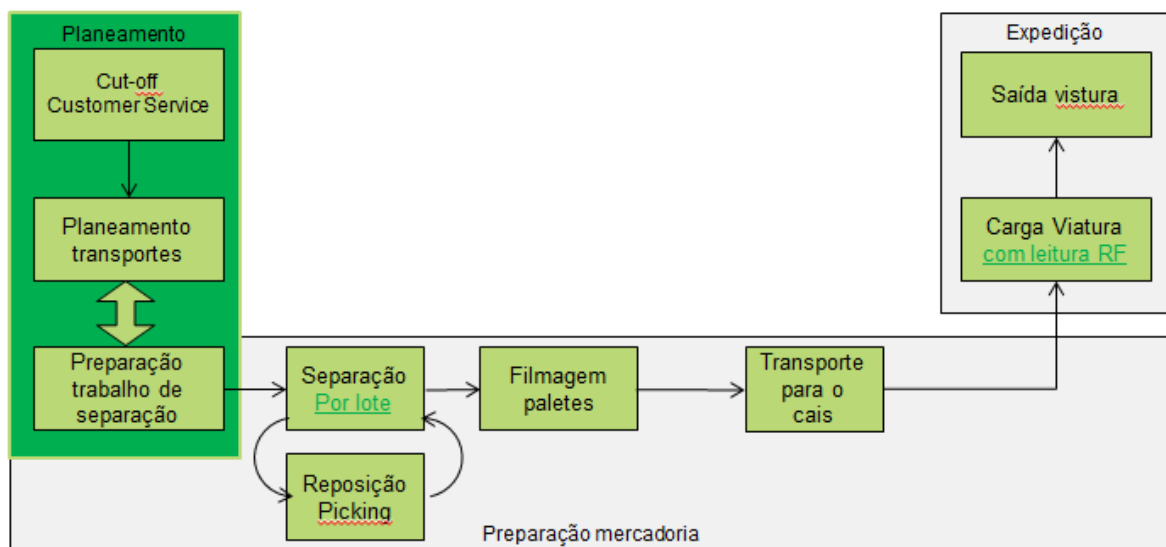 Planeamento
Cut-off
Customer Service
Planeamento
transportes
Preparação
trabalho de
separação
Separação
Por lote
Reposição
Picking
Filmagem
paletes
Transporte
para o
cais
Preparação mercadoria
Expedição
Saída vistura
Carga Viatura
com leitura RF